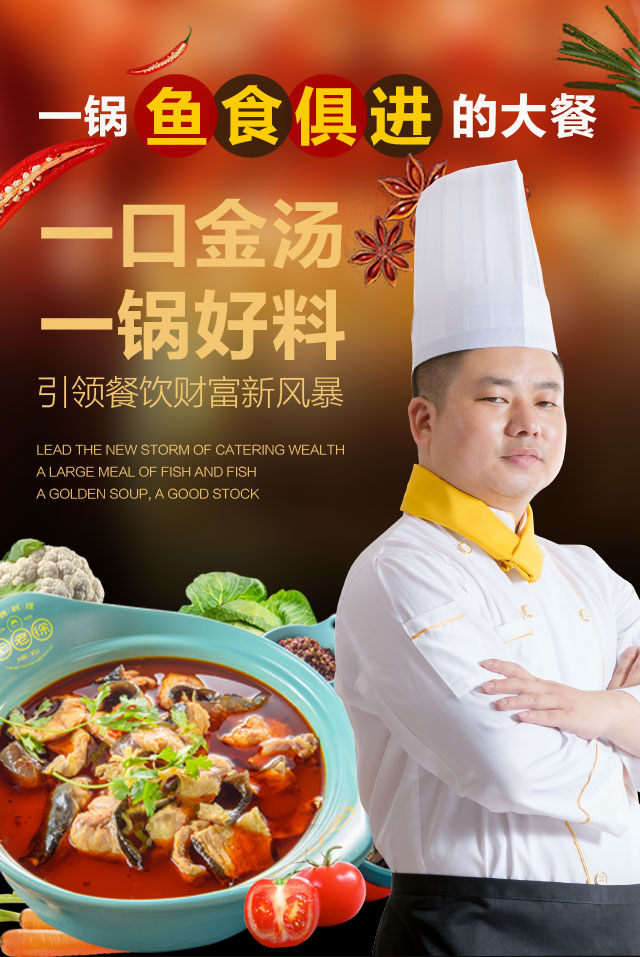 一锅鱼食俱进的大餐
一口金汤
一锅好料
引领餐饮财富新风暴
LEAD THE NEW STORM OF CATERING WEALTH
A LARGE MEAL OF FISH AND FISH
A GOLDEN SOUP, A GOOD STOCK